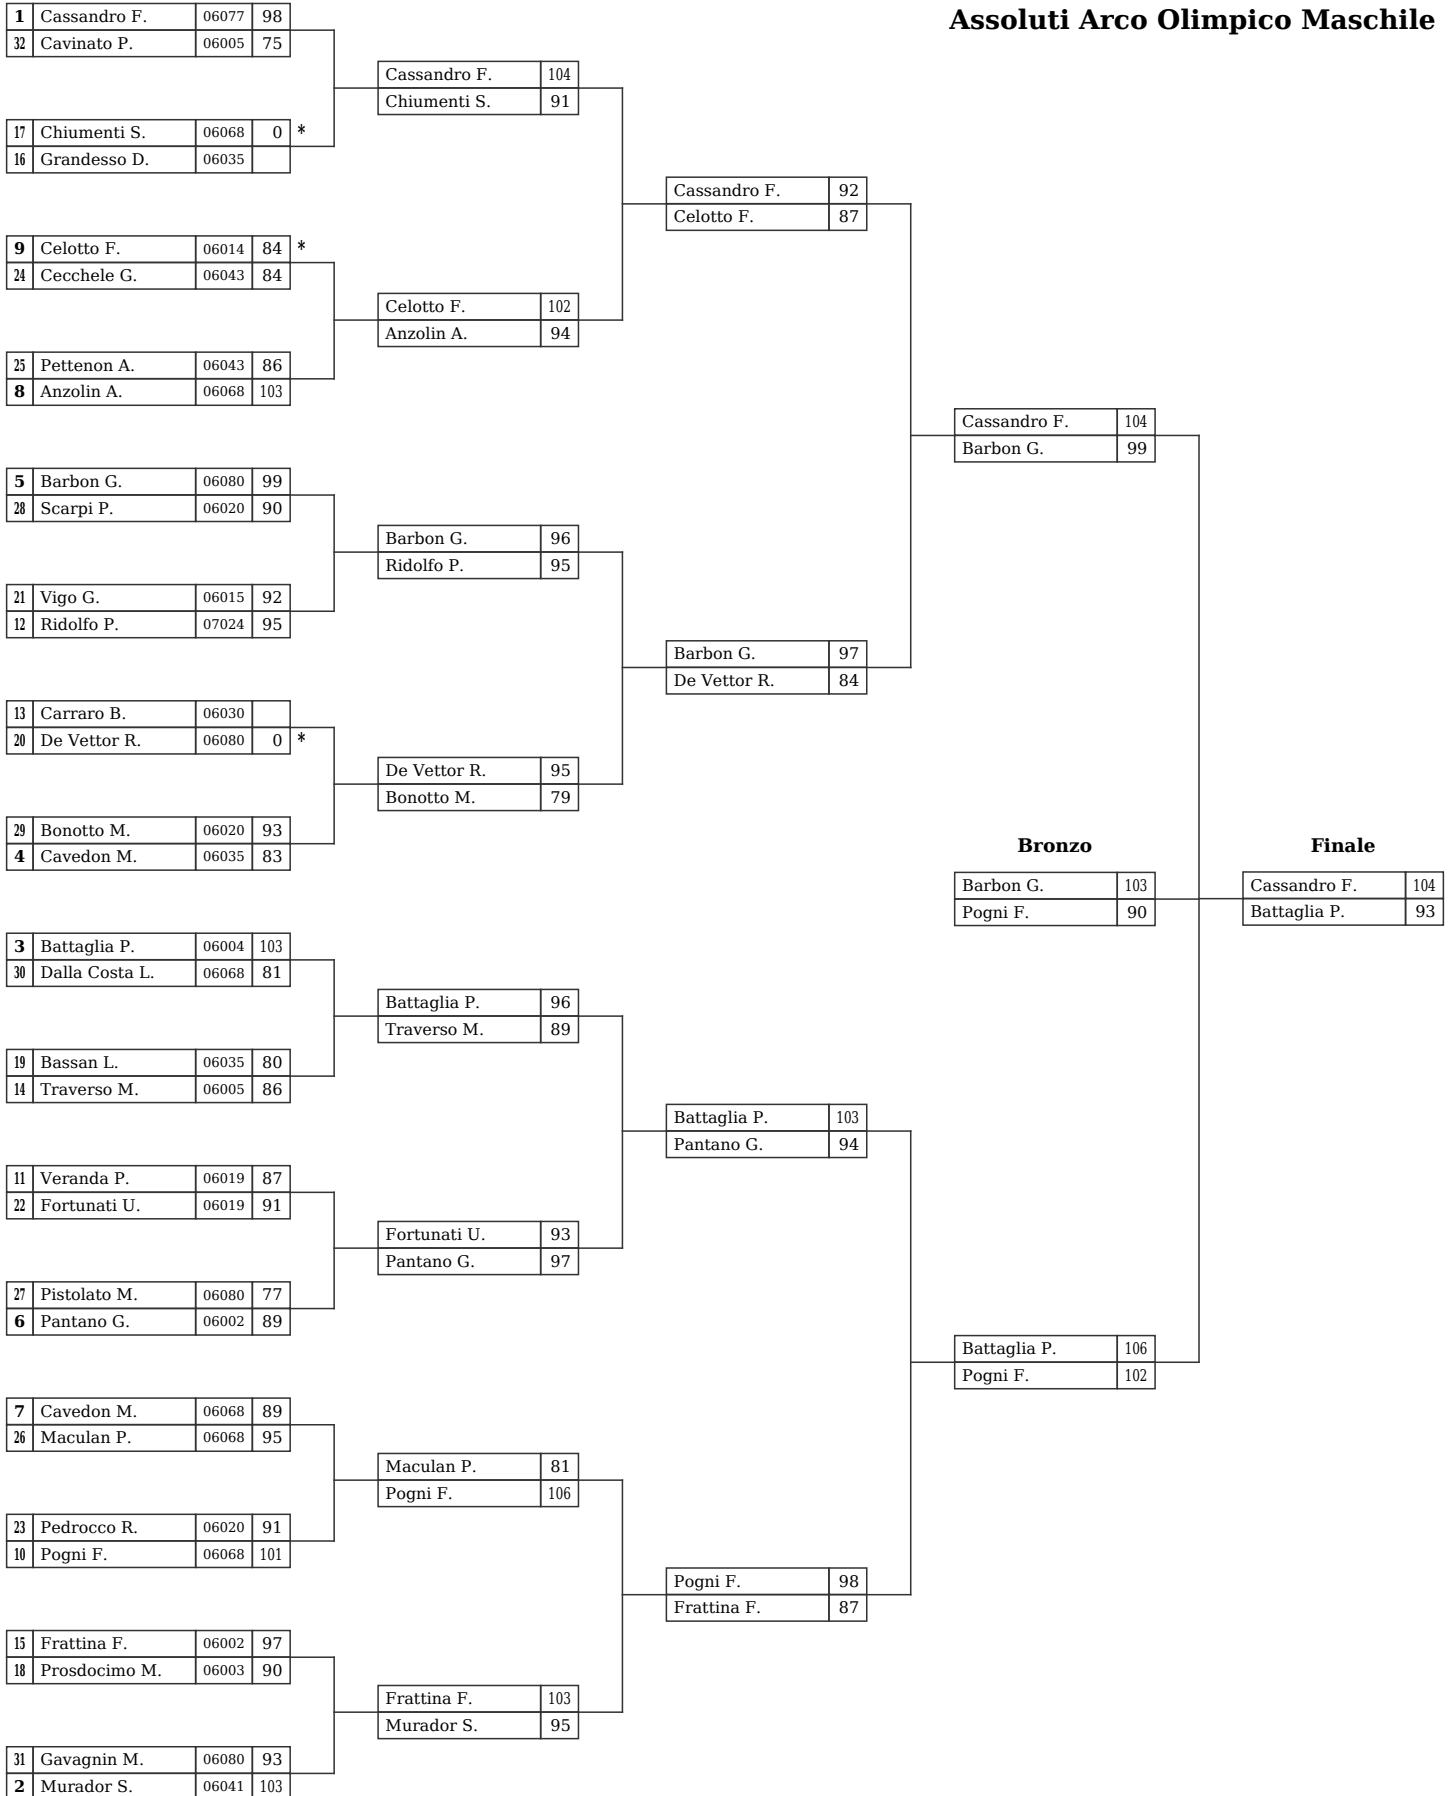 Assoluti Arco Olimpico Maschile
1 Cassandro F. 06077 98
32 Cavinato P. 06005 75
Cassandro F. 104
Chiumenti S. 91
17 Chiumenti S. 06068 0 *
16 Grandesso D. 06035
Cassandro F. 92
Celotto F. 87
9 Celotto F. 06014 84 *
24 Cecchele G. 06043 84
Celotto F. 102
Anzolin A. 94
25 Pettenon A. 06043 86
8 Anzolin A. 06068 103
Cassandro F. 104
Barbon G. 99
5 Barbon G. 06080 99
28 Scarpi P. 06020 90
Barbon G. 96
Ridolfo P. 95
21 Vigo G. 06015 92
12 Ridolfo P. 07024 95
Barbon G. 97
De Vettor R. 84
13 Carraro B. 06030
20 De Vettor R. 06080 0 *
De Vettor R. 95
Bonotto M. 79
29 Bonotto M. 06020 93
4 Cavedon M. 06035 83
Bronzo Finale
Barbon G. 103 Cassandro F. 104
Pogni F. 90 Battaglia P. 93
3 Battaglia P. 06004 103
30 Dalla Costa L. 06068 81
Battaglia P. 96
Traverso M. 89
19 Bassan L. 06035 80
14 Traverso M. 06005 86
Battaglia P. 103
Pantano G. 94
11 Veranda P. 06019 87
22 Fortunati U. 06019 91
Fortunati U. 93
Pantano G. 97
27 Pistolato M. 06080 77
6 Pantano G. 06002 89
Battaglia P. 106
Pogni F. 102
7 Cavedon M. 06068 89
26 Maculan P. 06068 95
Maculan P. 81
Pogni F. 106
23 Pedrocco R. 06020 91
10 Pogni F. 06068 101
Pogni F. 98
Frattina F. 87
15 Frattina F. 06002 97
18 Prosdocimo M. 06003 90
Frattina F. 103
Murador S. 95
31 Gavagnin M. 06080 93
2 Murador S. 06041 103